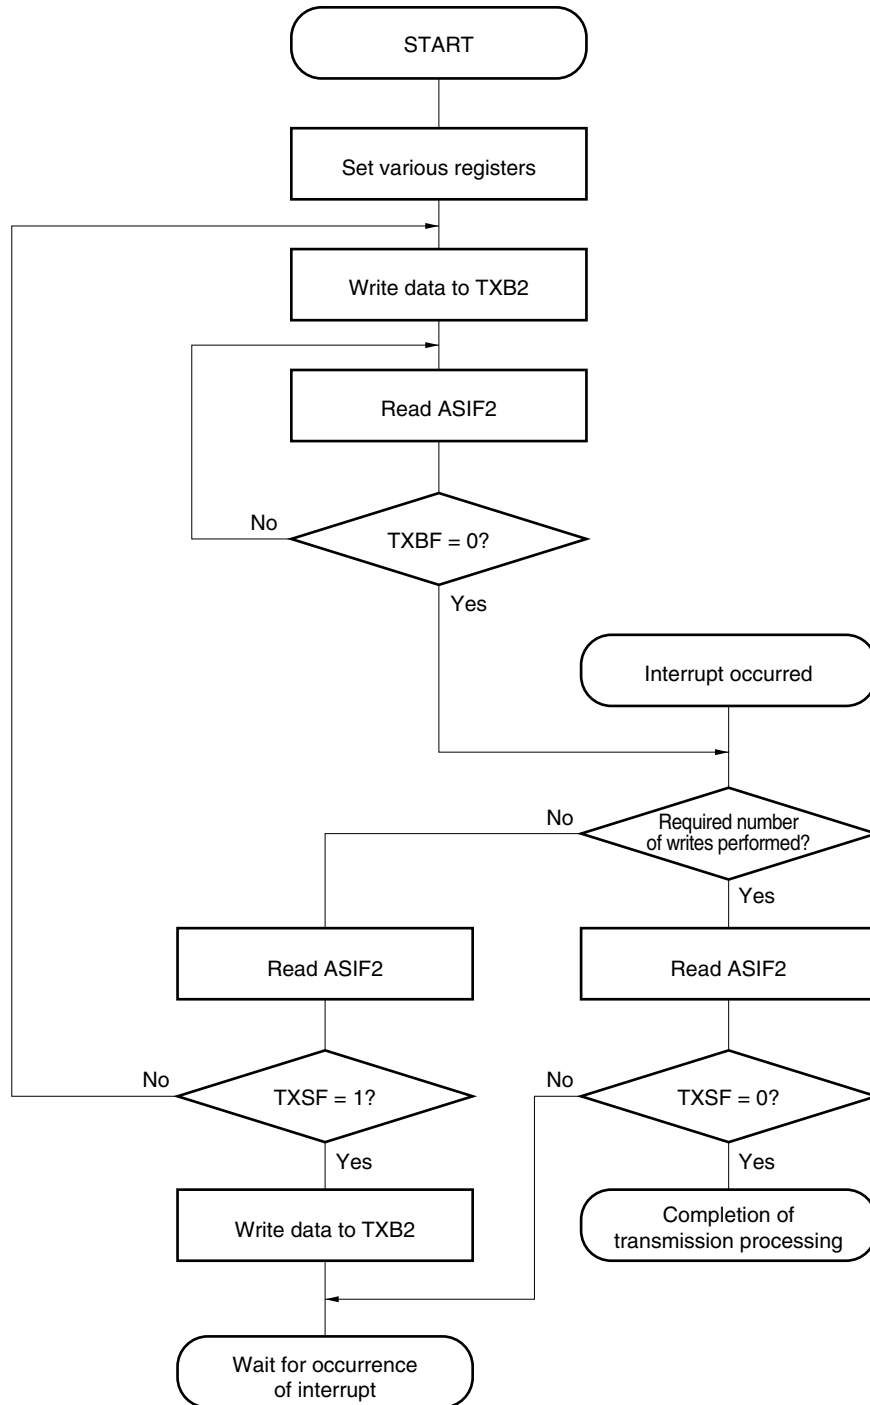 START
Set various registers
Write data to TXB2
Read ASIF2
No
TXBF = 0?
Yes
Interrupt occurred
No
Required number
of writes performed?
Yes
Read ASIF2
Read ASIF2
No
TXSF = 1?
No
TXSF = 0?
Yes
Yes
Write data to TXB2
Completion of
transmission processing
Wait for occurrence
of interrupt